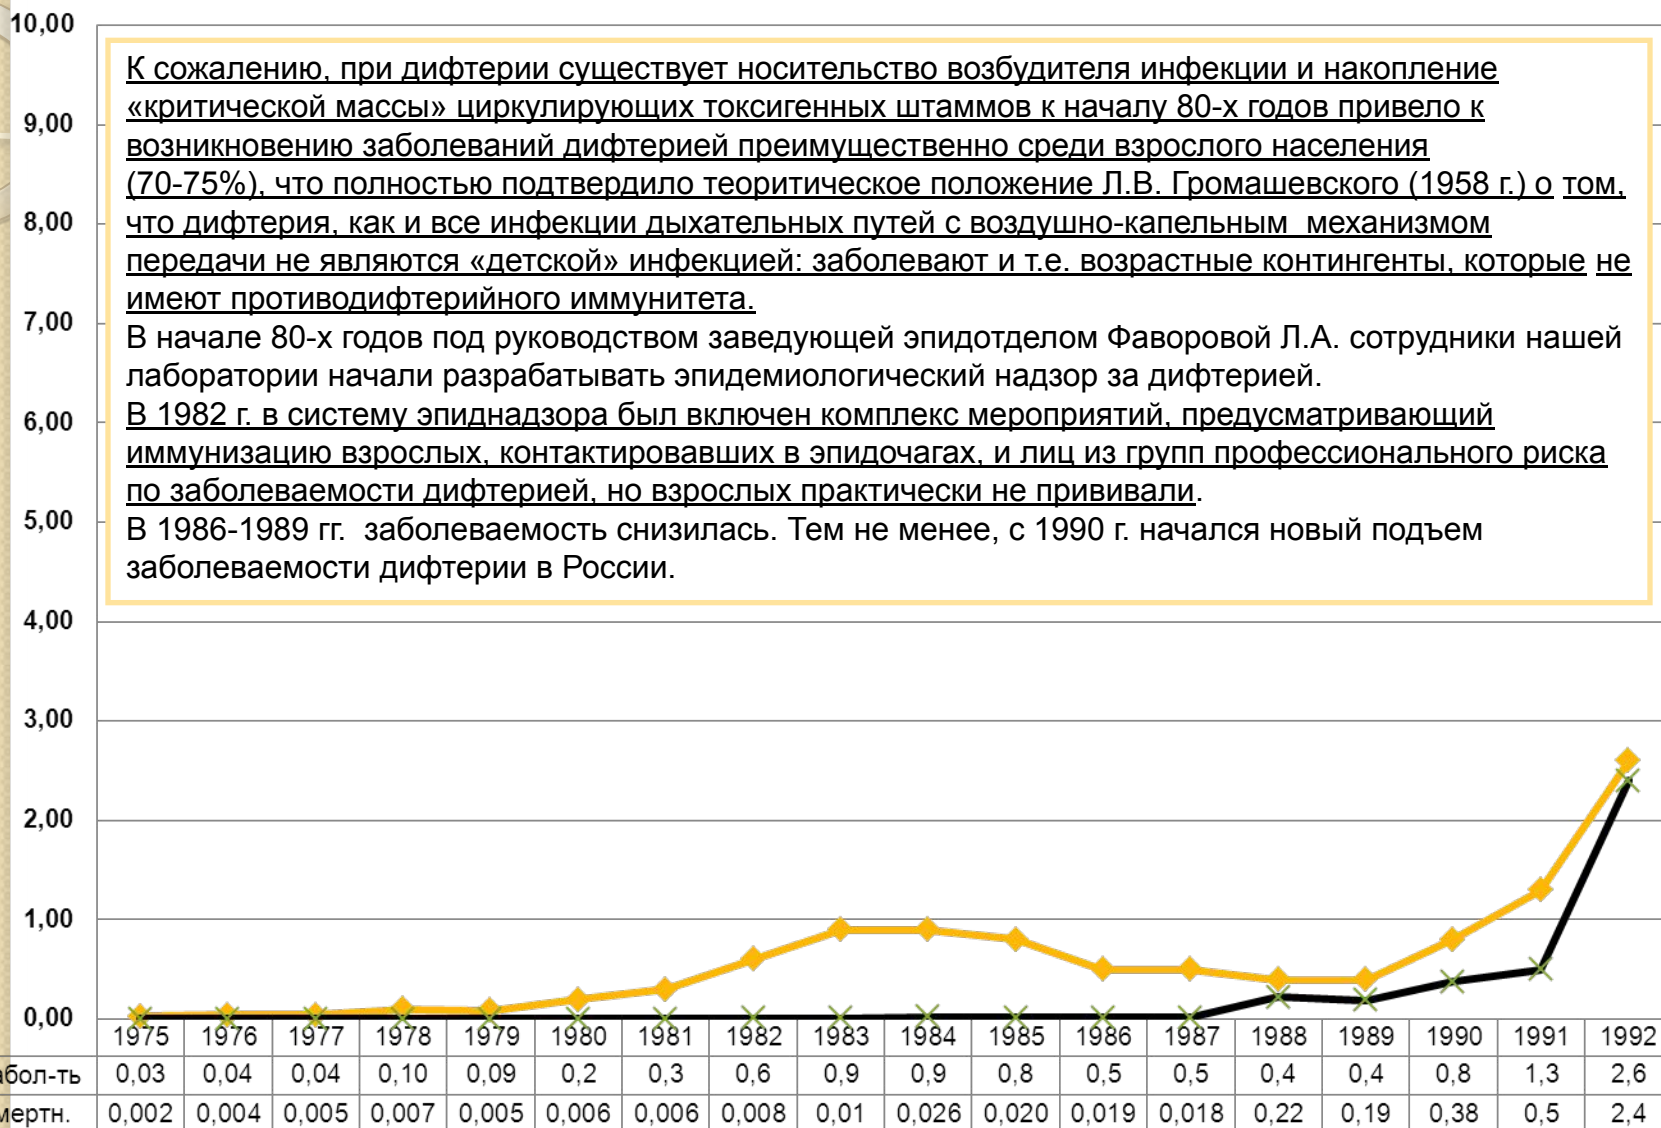 10,00
К сожалению, при дифтерии существует носительство возбудителя инфекции и накопление
«критической массы» циркулирующих токсигенных штаммов к началу 80-х годов привело к
9,00
возникновению заболеваний дифтерией преимущественно среди взрослого населения
(70-75%), что полностью подтвердило теоритическое положение Л.В. Громашевского (1958 г.) о том,
8,00
что дифтерия, как и все инфекции дыхательных путей с воздушно-капельным механизмом
передачи не являются «детской» инфекцией: заболевают и т.е. возрастные контингенты, которые не
имеют противодифтерийного иммунитета.
7,00
В начале 80-х годов под руководством заведующей эпидотделом Фаворовой Л.А. сотрудники нашей
лаборатории начали разрабатывать эпидемиологический надзор за дифтерией.
6,00
В 1982 г. в систему эпиднадзора был включен комплекс мероприятий, предусматривающий
иммунизацию взрослых, контактировавших в эпидочагах, и лиц из групп профессионального риска
по заболеваемости дифтерией, но взрослых практически не прививали.
5,00
В 1986-1989 гг. заболеваемость снизилась. Тем не менее, с 1990 г. начался новый подъем
заболеваемости дифтерии в России.
4,00
3,00
2,00
1,00
0,00
1975 1976 1977 1978 1979 1980 1981 1982 1983 1984 1985 1986 1987 1988 1989 1990 1991 1992
абол-ть 0,03 0,04 0,04 0,10 0,09 0,2 0,3 0,6 0,9 0,9 0,8 0,5 0,5 0,4 0,4 0,8 1,3 2,6
мертн. 0,002 0,004 0,005 0,007 0,005 0,006 0,006 0,008 0,01 0,026 0,020 0,019 0,018 0,22 0,19 0,38 0,5 2,4